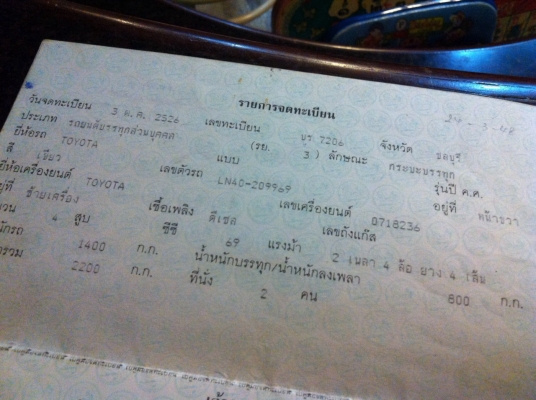 รายการจดทะเบียน
24-3-48
วันจดทะเบียน 3 พ.ค. 2526 เลขทะเบียน บร 7206 จังหวัด ชลบุรี
ประเภท รถยนต์บรรทุกส่วนบุคคล (รย. 3 ) ลักษณะ กระบะบรรทุก
ยี่ห้อรถ TOYOTA แบบ รุ่นปี ค.ศ.
สี เขียว เลขตัวรถ LN40-209969 อยู่ที่ หน้าขวา
ยี่ห้อเครื่องยนต์ TOYOTA เลขเครื่องยนต์ 0718236
อยู่ที่ ซ้ายเครื่อง เชื้อเพลิง ดีเซล เลขถังแก๊ส
4 สูบ ซีซี 69 แรงม้า 2 เพลา 4 ล้อ ยาง 4 เส้น
1400 ก.ก. น้ำหนักบรรทุก/น้ำหนักลงเพลา 600 ก.ก.
2200 ก.ก. ที่นั่ง 2 คน